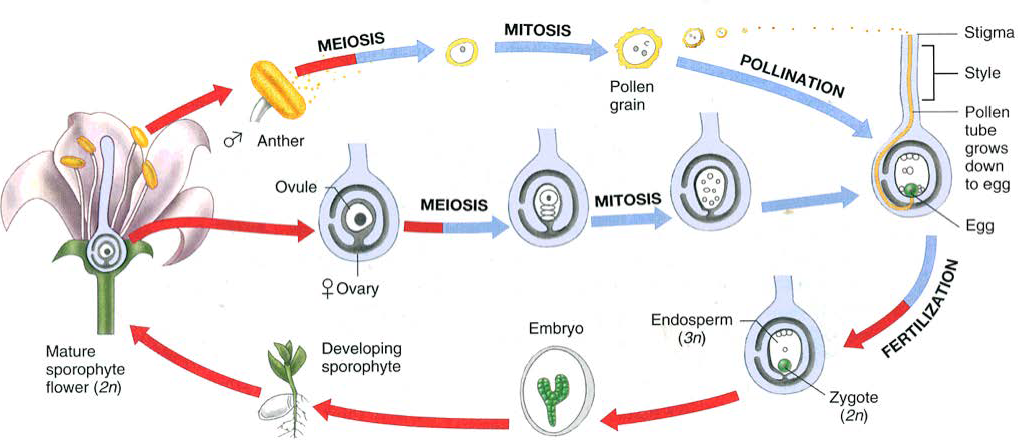 MEIOSIS
MITOSIS
Stigma
Style
POLLINATION
Pollen
grain
Pollen
tube
grows
down
to egg
♂ Anther
Ovule
MEIOSIS
MITOSIS
Egg
♀ Ovary
FERTILIZATION
Endosperm
(3n)
Embryo
Mature
sporophyte
flower (2n)
Developing
sporophyte
Zygote
(2n)